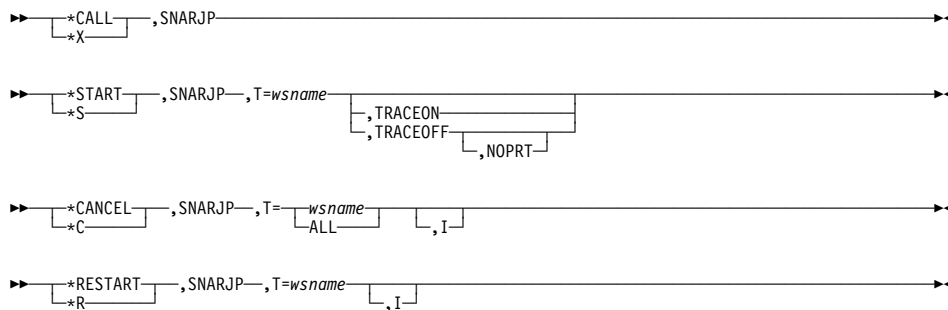 *CALL ,SNARJP
*X
*START ,SNARJP ,T=wsname
*S ,TRACEON
,TRACEOFF
,NOPRT
*CANCEL ,SNARJP ,T= wsname
*C ALL ,I
*RESTART ,SNARJP ,T=wsname
*R ,I